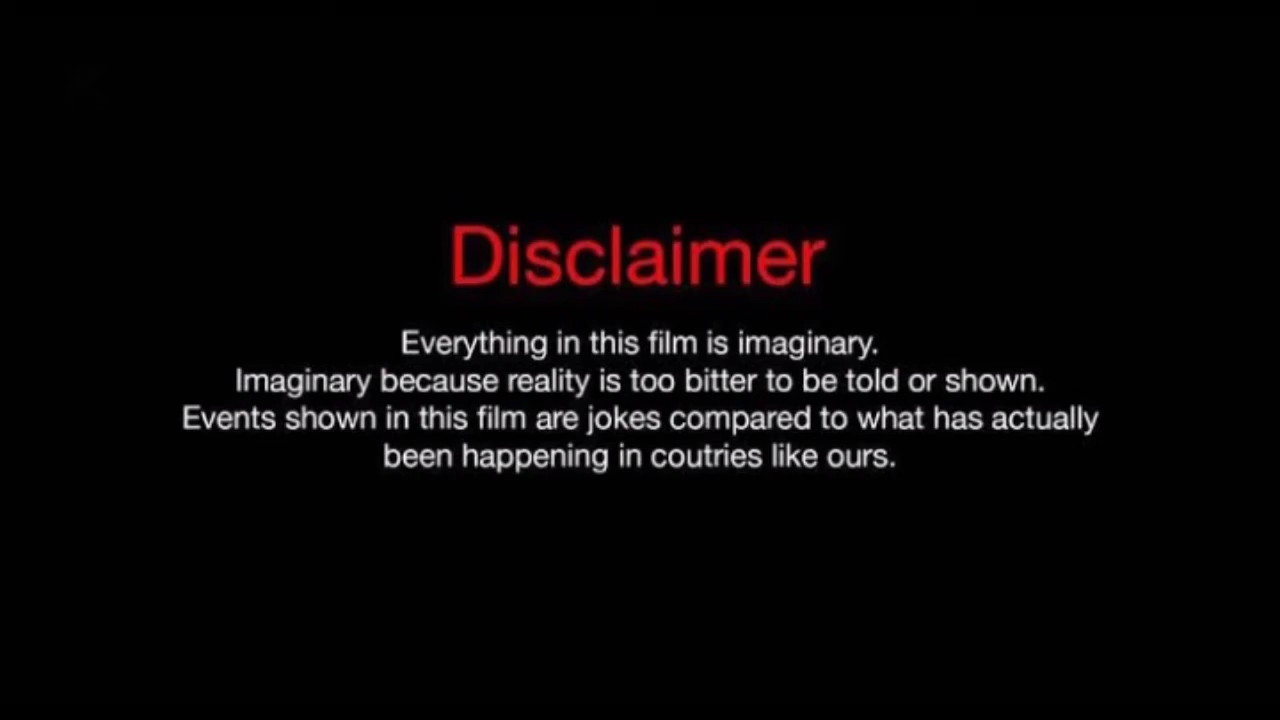 Disclaimer
Everything in this film is imaginary.
Imaginary because reality is too bitter to be told or shown.
Events shown in this film are jokes compared to what has actually
been happening in coutries like ours.